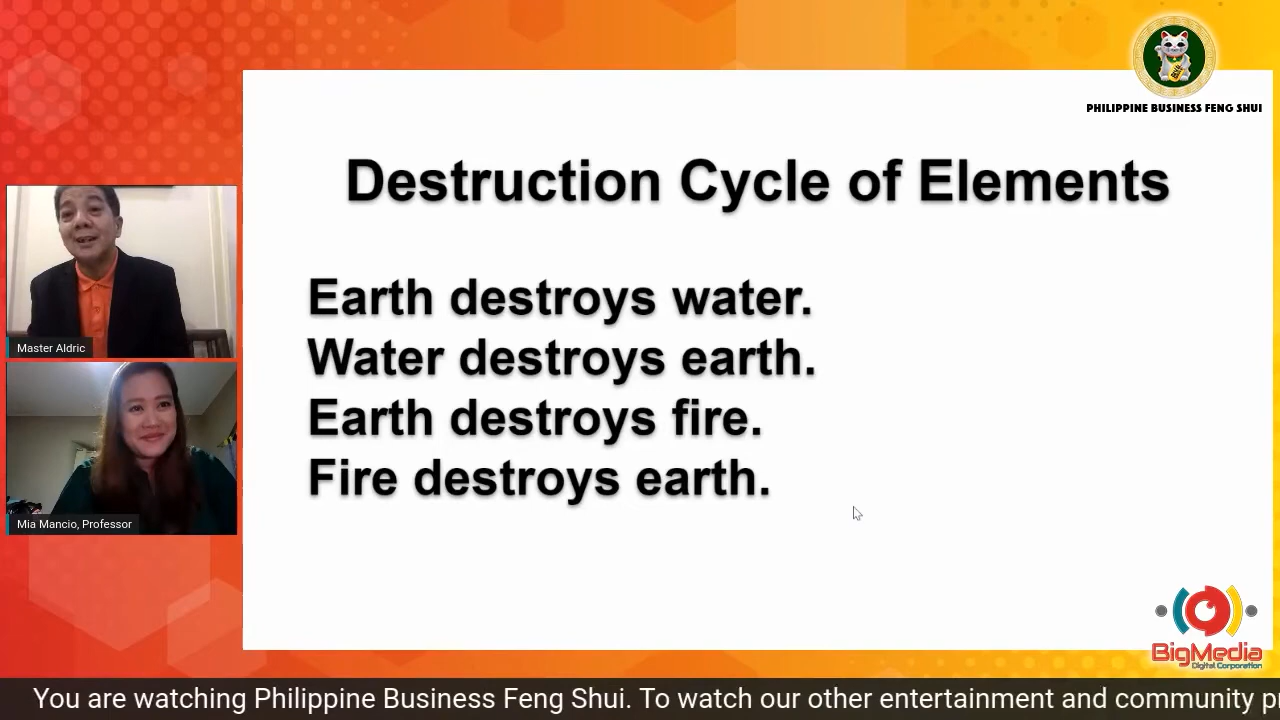 PHILIPPINE BUSINESS FENG SHUI
Destruction Cycle of Elements
Earth destroys water.
Water destroys earth.
Earth destroys fire.
Fire destroys earth.
Master Aldric
Mia Mancio, Professor
BigMedia
Digital Corporation
You are watching Philippine Business Feng Shui. To watch our other entertainment and community